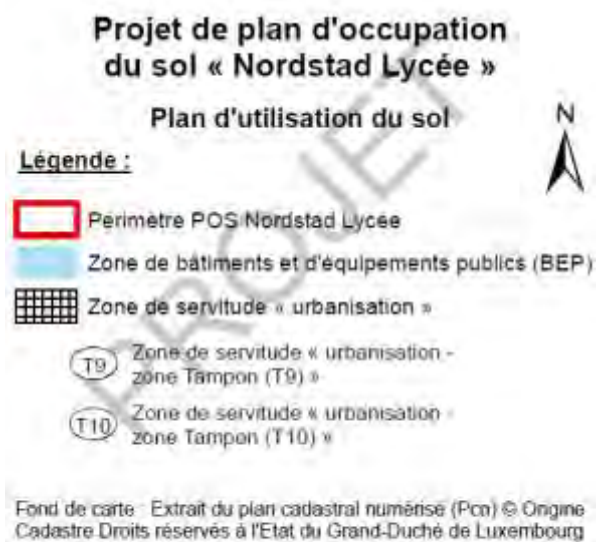 Projet de plan d'occupation
du sol « Nordstad Lycée »
Plan d'utilisation du sol
N
Légende :
Périmètre POS Nordstad Lycée
Zone de bâtiments et d'équipements publics (BEP)
Zone de servitude « urbanisation »
T9 Zone de servitude « urbanisation -
zone Tampon (T9) »
T10 Zone de servitude « urbanisation -
zone Tampon (T10) »
PROJET
Fond de carte : Extrait du plan cadastral numérisé (Pcn) © Origine
Cadastre Droits réservés à l'Etat du Grand-Duché de Luxembourg